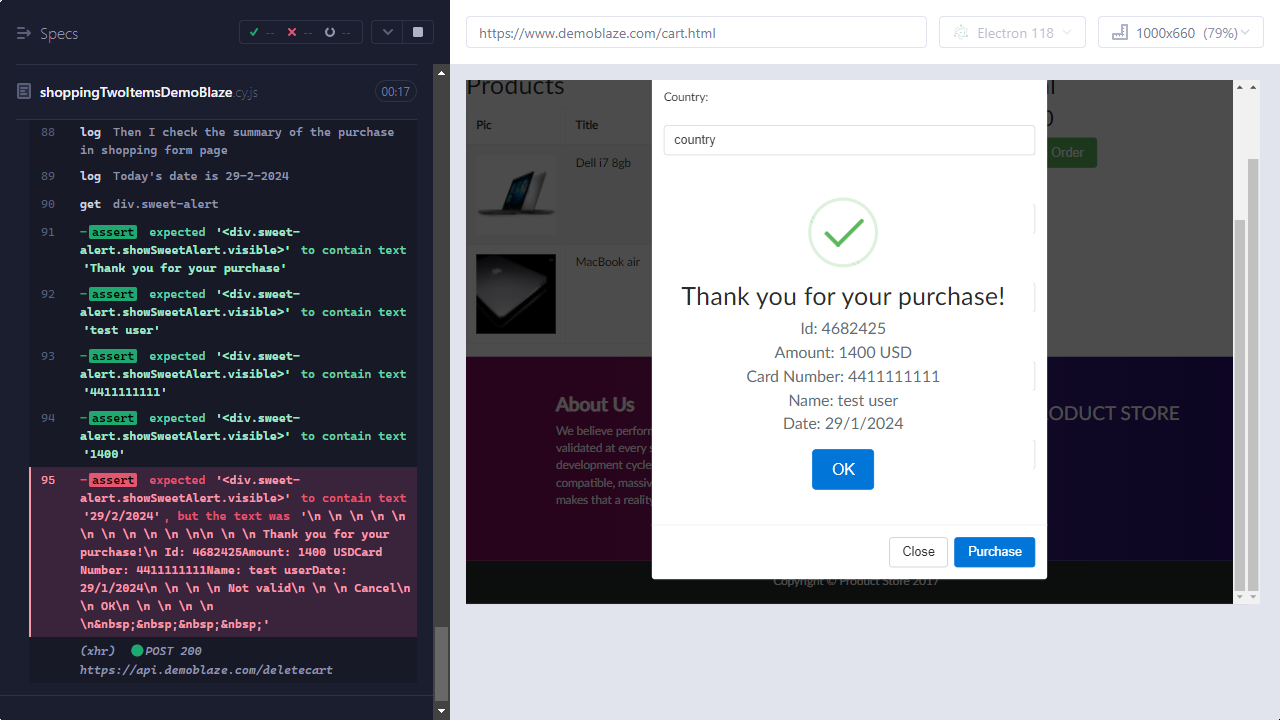 Specs
--
--
--
shoppingTwoItemsDemoBlaze.cy.js
00:17
88 log Then I check the summary of the purchase
in shopping form page
89 log Today's date is 29-2-2024
90 get div.sweet-alert
91 -assert expected '<div.sweet-
alert.showSweetAlert.visible>' to contain text
'Thank you for your purchase'
92 -assert expected '<div.sweet-
alert.showSweetAlert.visible>' to contain text
'test user'
93 -assert expected '<div.sweet-
alert.showSweetAlert.visible>' to contain text
'4411111111'
94 -assert expected '<div.sweet-
alert.showSweetAlert.visible>' to contain text
'1400'
95 -assert expected '<div.sweet-
alert.showSweetAlert.visible>' to contain text
'29/2/2024', but the text was '\n \n \n \n \n
\n \n \n \n \n \n\n \n \n \n Thank you for your
purchase!\n Id: 4682425Amount: 1400 USDCard
Number: 4411111111Name: test userDate:
29/1/2024\n \n \n \n Not valid\n \n \n Cancel\n
\n OK\n \n \n \n \n
\n&nbsp;&nbsp;&nbsp;&nbsp;'
(xhr) POST 200
https://api.demoblaze.com/deletecart
https://www.demoblaze.com/cart.html
Electron 118
1000x660 (79%)
Products
Pic
Title
Dell i7 8gb
MacBook air
Order
Country:
country
Thank you for your purchase!
Id: 4682425
Amount: 1400 USD
Card Number: 4411111111
Name: test user
Date: 29/1/2024
OK
Close
Purchase
About Us
We believe perform
validated at every s
development cycle
compatible, massiv
makes that a reality
ODUCT STORE
Copyright © Product Store 2017